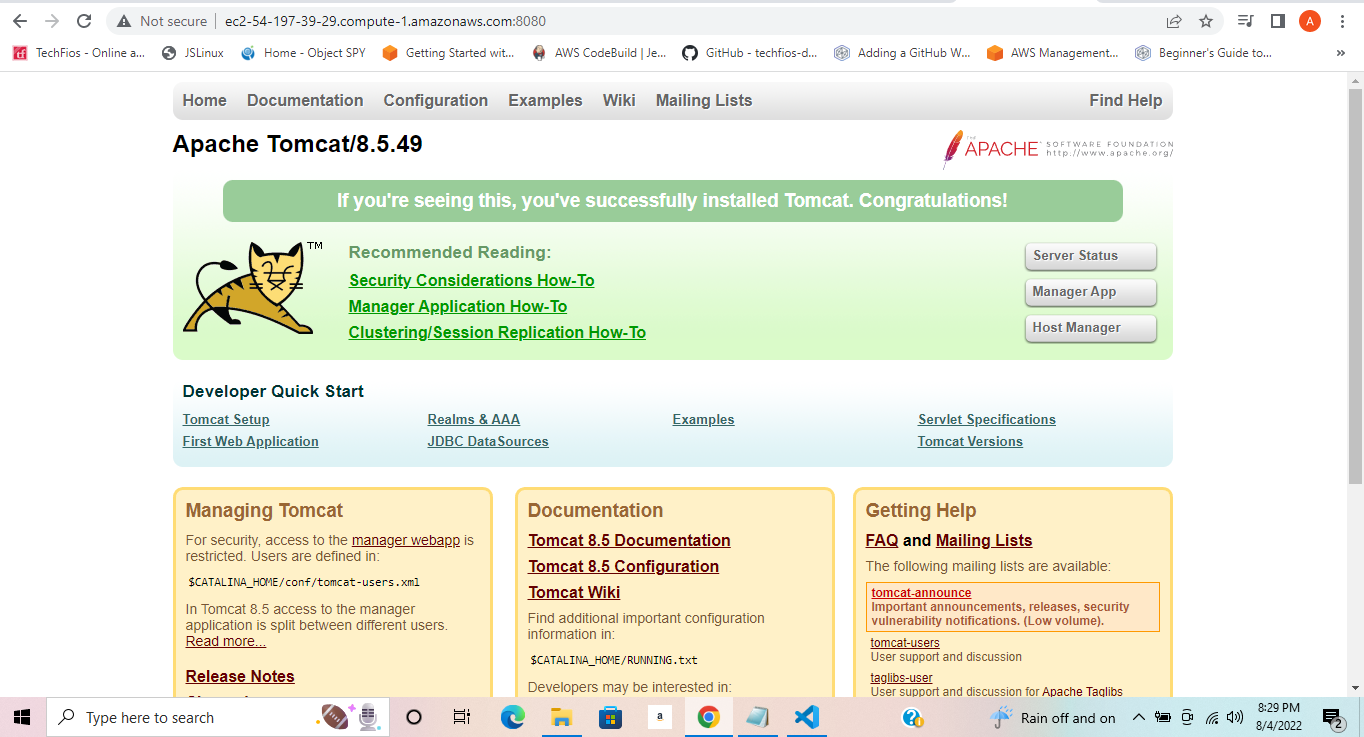 Not secure | ec2-54-197-39-29.compute-1.amazonaws.com:8080
A
TechFios - Online a...
JSLinux
Home - Object SPY
Getting Started wit...
AWS CodeBuild | Je...
GitHub - techfios-d...
Adding a GitHub W...
AWS Management...
Beginner's Guide to...
»
Home Documentation Configuration Examples Wiki Mailing Lists Find Help
Apache Tomcat/8.5.49
THE APACHE SOFTWARE FOUNDATION
http://www.apache.org/
If you're seeing this, you've successfully installed Tomcat. Congratulations!
TM
Recommended Reading:
Security Considerations How-To
Manager Application How-To
Clustering/Session Replication How-To
Server Status
Manager App
Host Manager
Developer Quick Start
Tomcat Setup
First Web Application
Realms & AAA
JDBC DataSources
Examples
Servlet Specifications
Tomcat Versions
Managing Tomcat
For security, access to the manager webapp is
restricted. Users are defined in:
$CATALINA_HOME/conf/tomcat-users.xml
In Tomcat 8.5 access to the manager
application is split between different users.
Read more...
Release Notes
Documentation
Tomcat 8.5 Documentation
Tomcat 8.5 Configuration
Tomcat Wiki
Find additional important configuration
information in:
$CATALINA_HOME/RUNNING.txt
Developers may be interested in:
Getting Help
FAQ and Mailing Lists
The following mailing lists are available:
tomcat-announce
Important announcements, releases, security
vulnerability notifications. (Low volume).
tomcat-users
User support and discussion
taglibs-user
User support and discussion for Apache Taglibs
Type here to search
a
Rain off and on
8:29 PM
8/4/2022
2